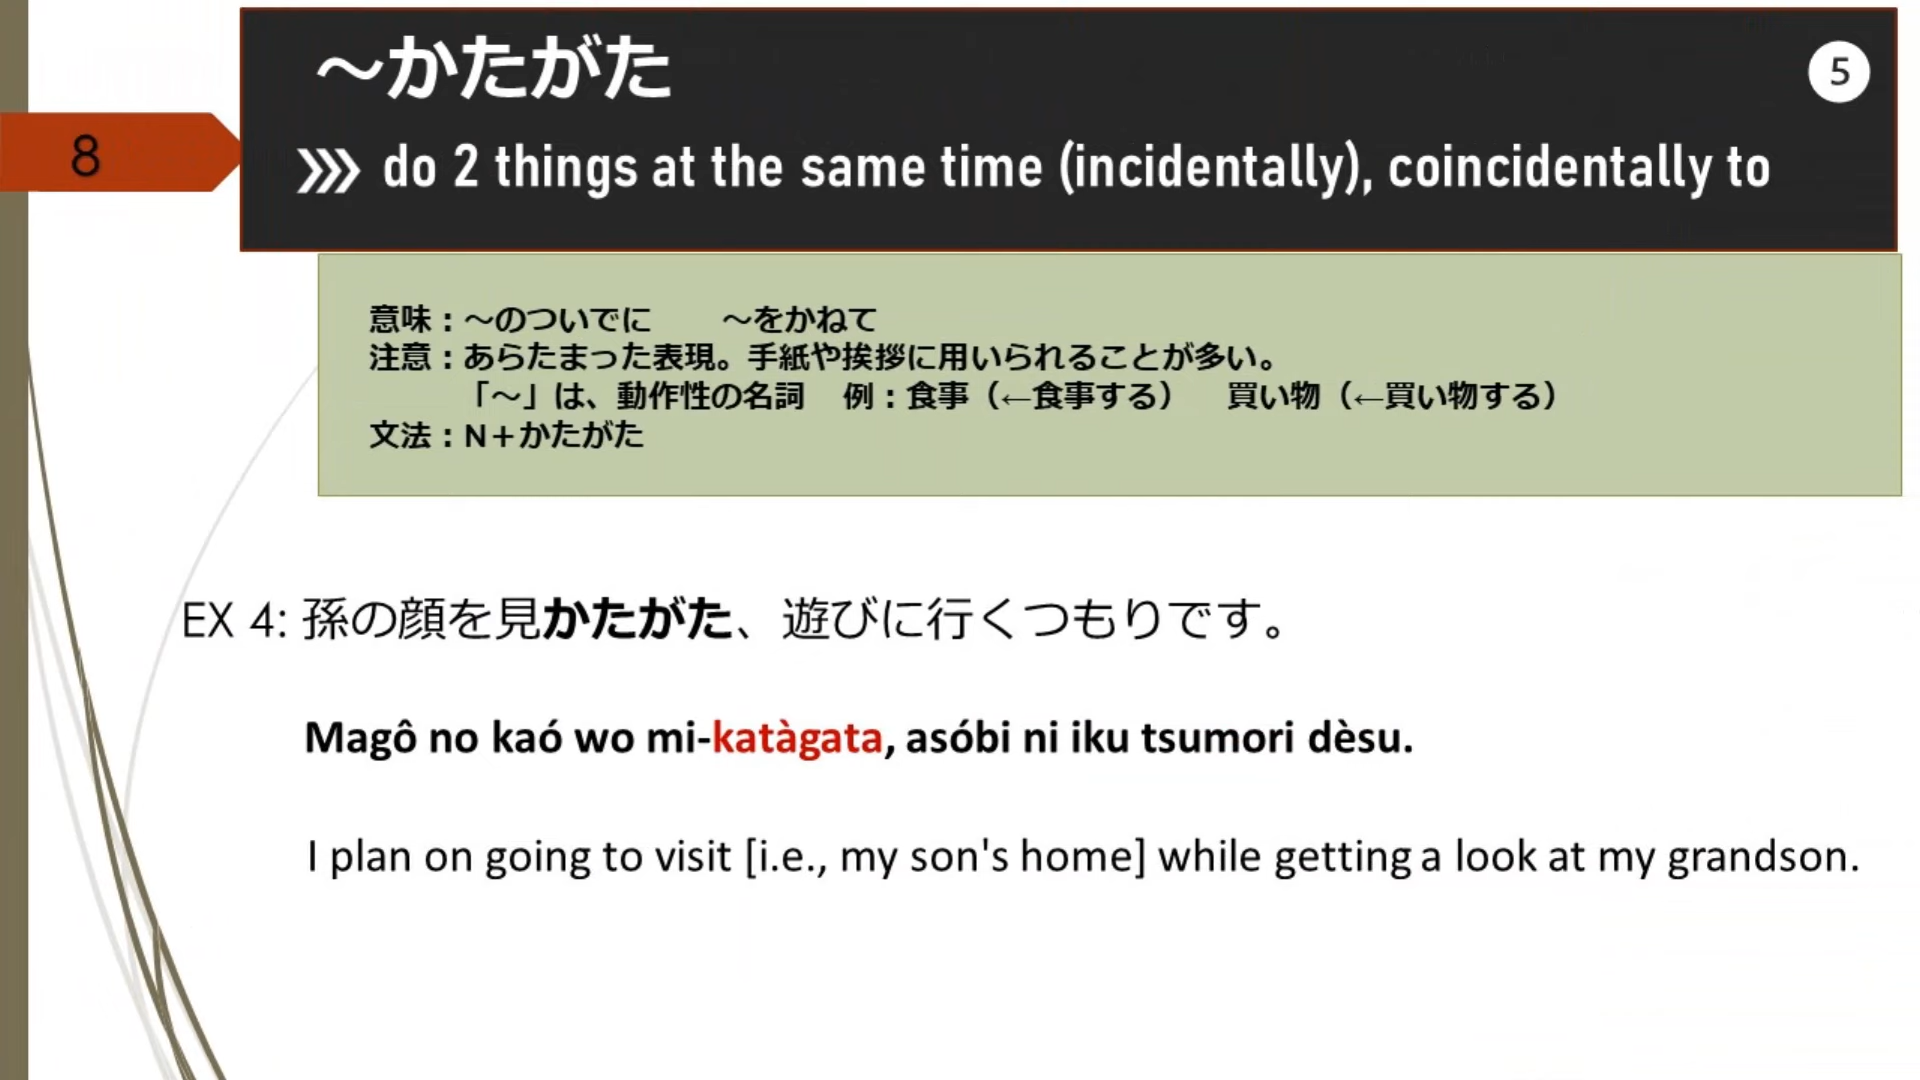 ～かたがた
5
8
do 2 things at the same time (incidentally), coincidentally to
意味：～のついでに　　～をかねて
注意：あらたまった表現。手紙や挨拶に用いられることが多い。
「～」は、動作性の名詞　例：食事（←食事する）　買い物（←買い物する）
文法：N＋かたがた
EX 4: 孫の顔を見かたがた、遊びに行くつもりです。
Magô no kaó wo mi-katàgata, asóbi ni iku tsumori dèsu.
I plan on going to visit [i.e., my son's home] while getting a look at my grandson.